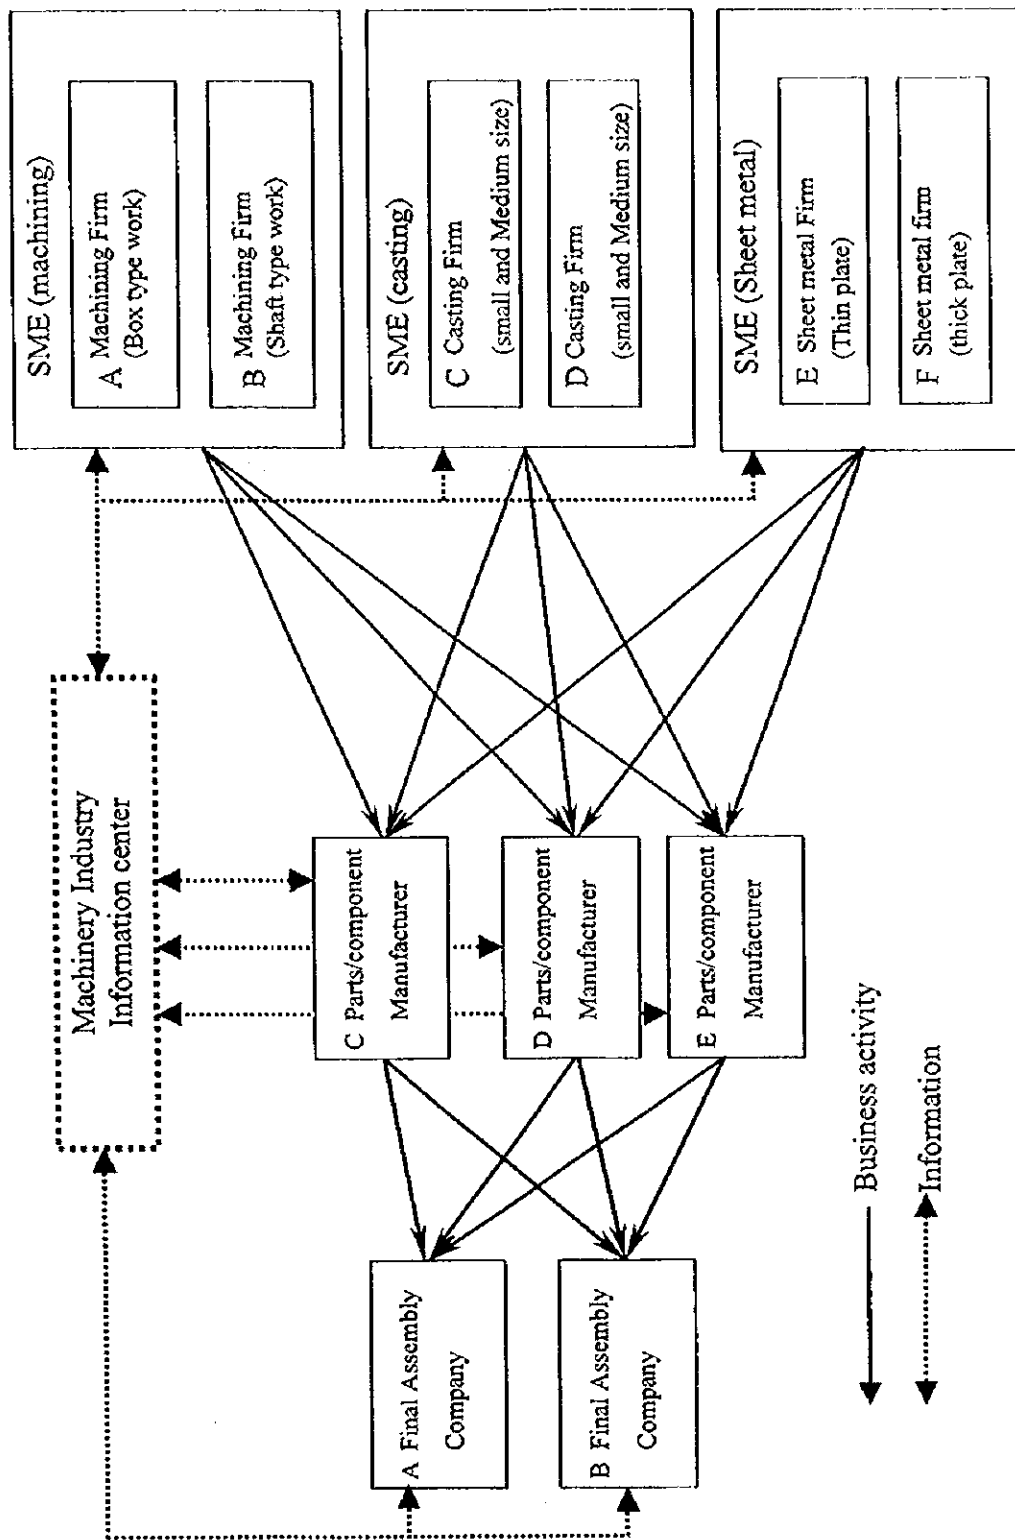 Machinery Industry
Information center
A Final Assembly
Company
B Final Assembly
Company
C Parts/component
Manufacturer
D Parts/component
Manufacturer
E Parts/component
Manufacturer
SME (machining)
A Machining Firm
(Box type work)
B Machining Firm
(Shaft type work)
SME (casting)
C Casting Firm
(small and Medium size)
D Casting Firm
(small and Medium size)
SME (Sheet metal)
E Sheet metal Firm
(Thin plate)
F Sheet metal firm
(thick plate)
Business activity
Information